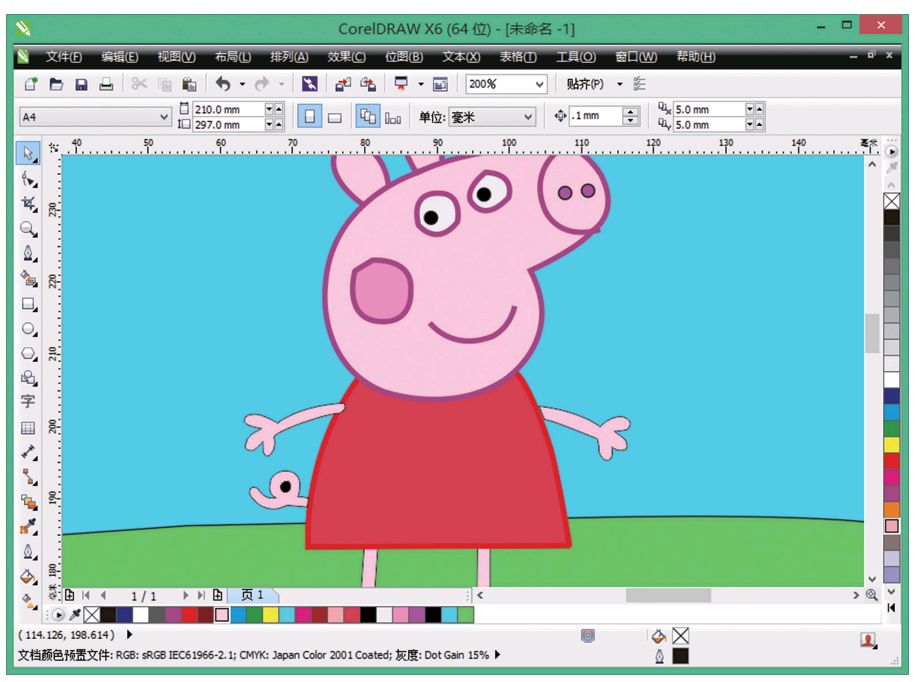 CorelDRAW X6 (64 位) - [未命名 -1]
文件(F) 编辑(E) 视图(V) 布局(L) 排列(A) 效果(C) 位图(B) 文本(X) 表格(T) 工具(O) 窗口(W) 帮助(H)
200% 贴齐(P)
A4 210.0 mm 297.0 mm 单位: 毫米 .1 mm 5.0 mm 5.0 mm
40 50 60 70 80 90 100 110 120 130 140 毫米
230
220
210
200
190
180
毫米
字
1 / 1 页 1
(114.126, 198.614)
文档颜色预置文件: RGB: sRGB IEC61966-2.1; CMYK: Japan Color 2001 Coated; 灰度: Dot Gain 15%